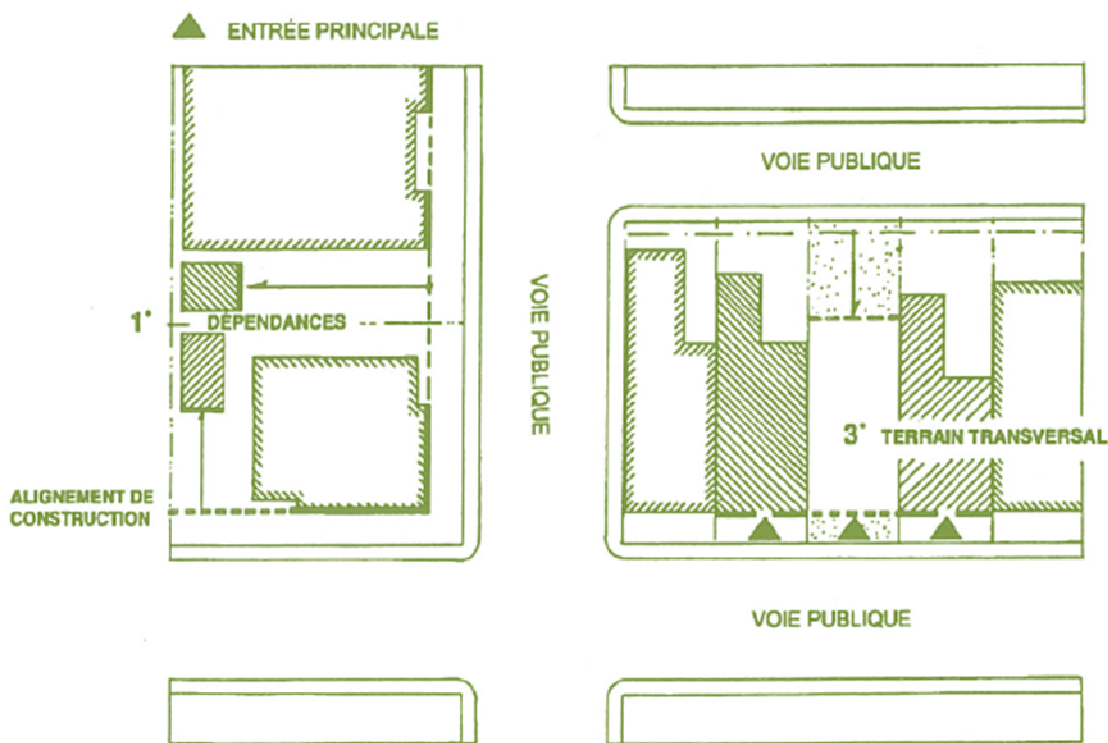 ENTRÉE PRINCIPALE
VOIE PUBLIQUE
VOIE PUBLIQUE
1° DÉPENDANCES
3° TERRAIN TRANSVERSAL
ALIGNEMENT DE
CONSTRUCTION
VOIE PUBLIQUE